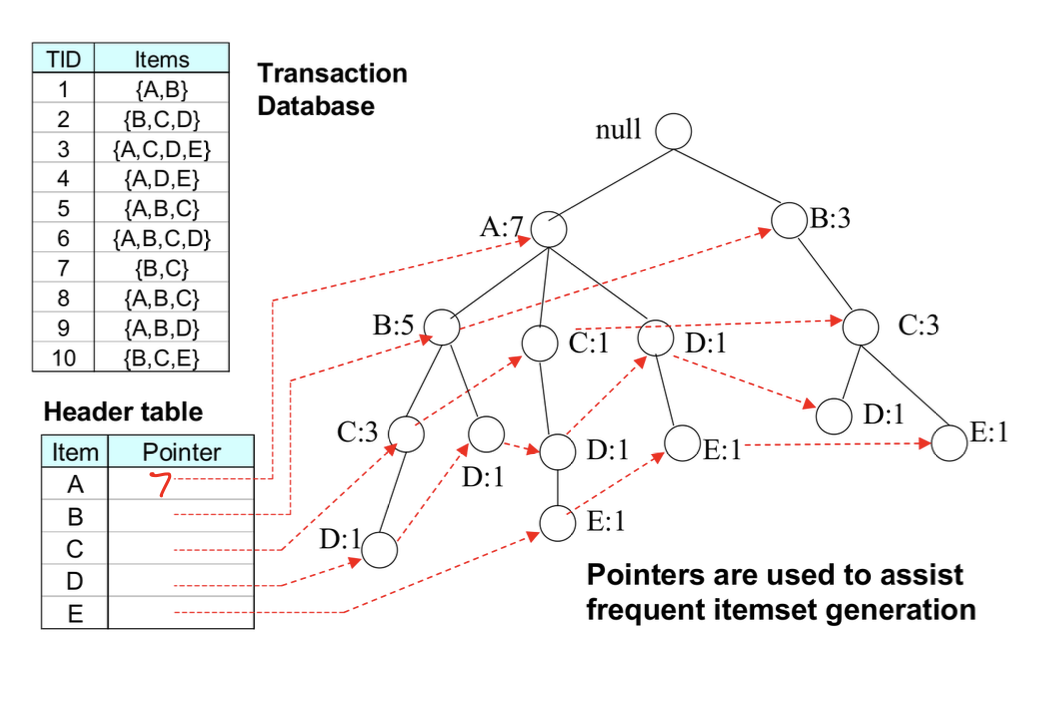 TID Items
1 {A,B}
2 {B,C,D}
3 {A,C,D,E}
4 {A,D,E}
5 {A,B,C}
6 {A,B,C,D}
7 {B,C}
8 {A,B,C}
9 {A,B,D}
10 {B,C,E}
Transaction
Database
Header table
Item Pointer
A 7
B
C
D
E
null
A:7
B:3
B:5
C:1
D:1
C:3
C:3
D:1
D:1
D:1
E:1
E:1
D:1
E:1
Pointers are used to assist
frequent itemset generation